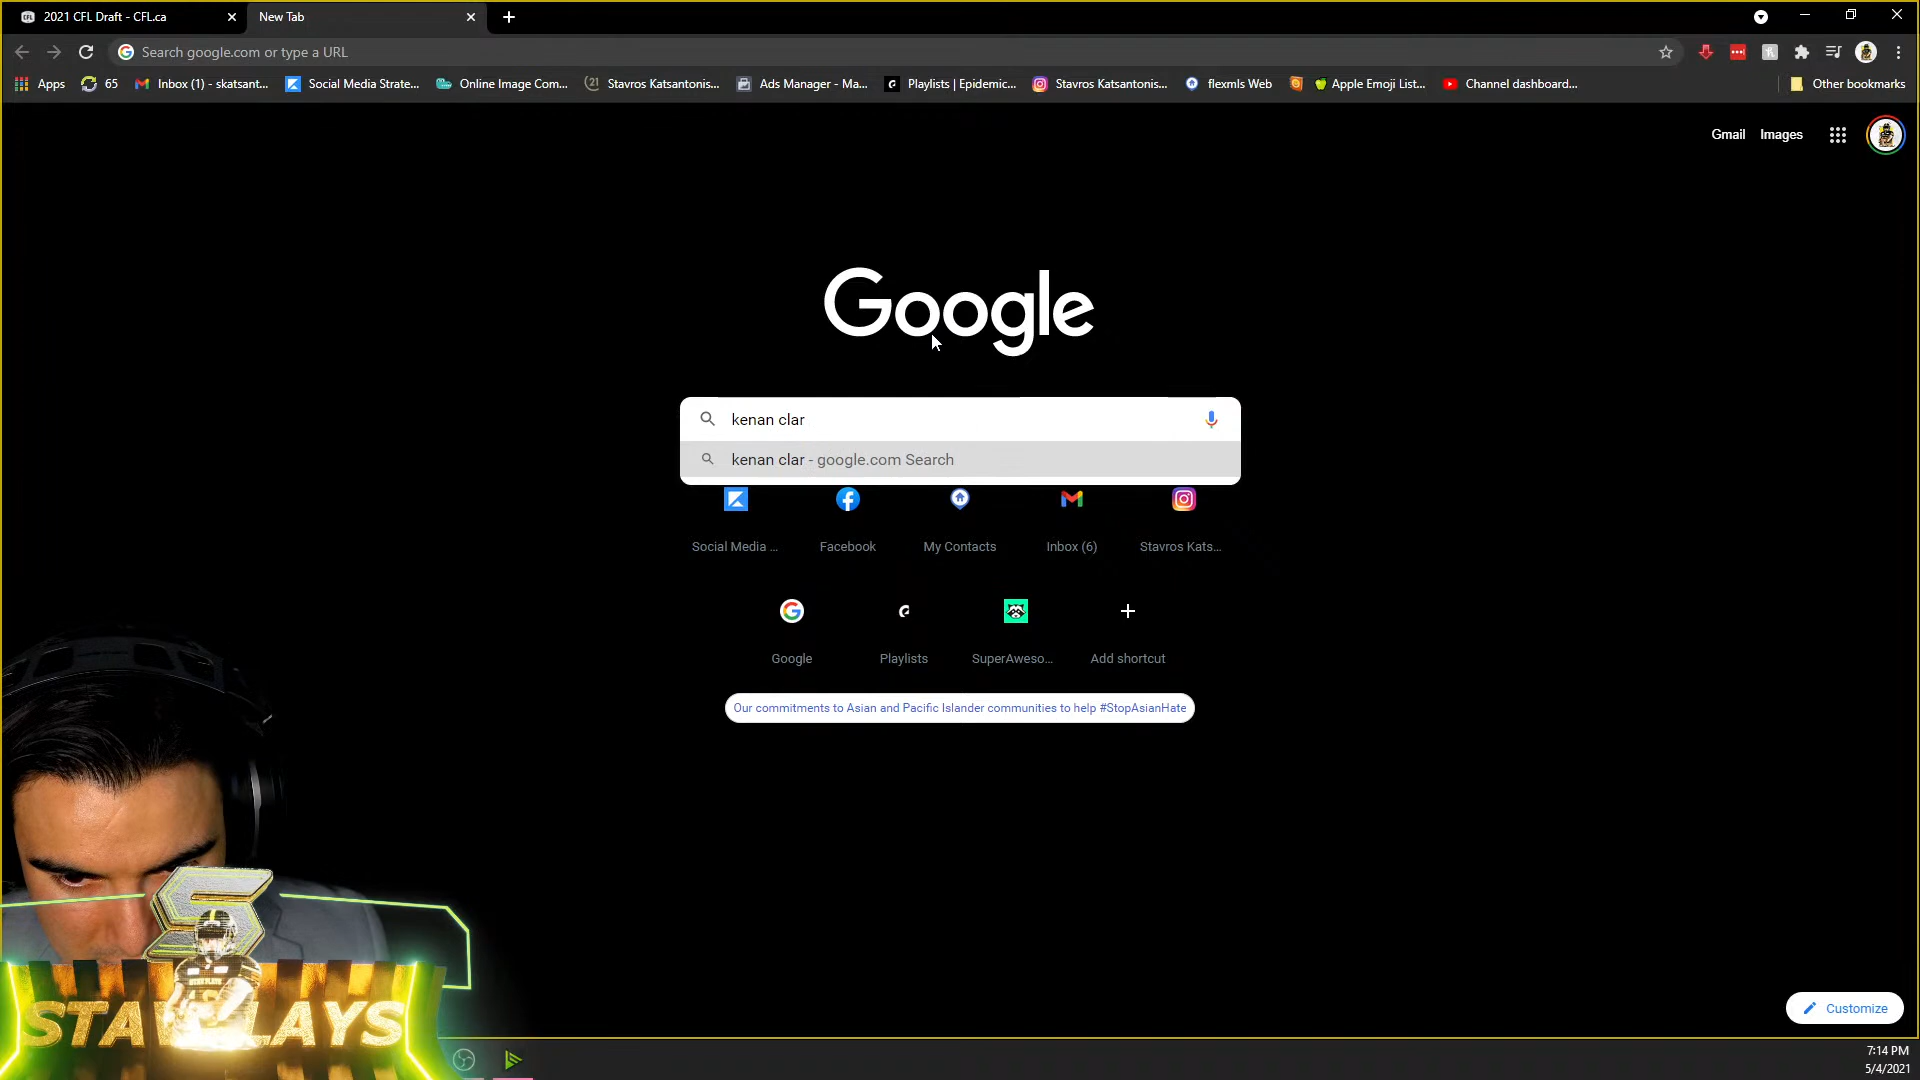 2021 CFL Draft - CFL.ca
New Tab
Search google.com or type a URL
Apps
65
Inbox (1) - skatsant...
Social Media Strate...
Online Image Com...
Stavros Katsantonis...
Ads Manager - Ma...
Playlists | Epidemic...
Stavros Katsantonis...
flexmls Web
Apple Emoji List...
Channel dashboard...
Other bookmarks
Gmail
Images
Google
kenan clar
kenan clar - google.com Search
Social Media ...
Facebook
My Contacts
Inbox (6)
Stavros Kats...
Google
Playlists
SuperAweso...
Add shortcut
Our commitments to Asian and Pacific Islander communities to help #StopAsianHate
Customize
7:14 PM
5/4/2021